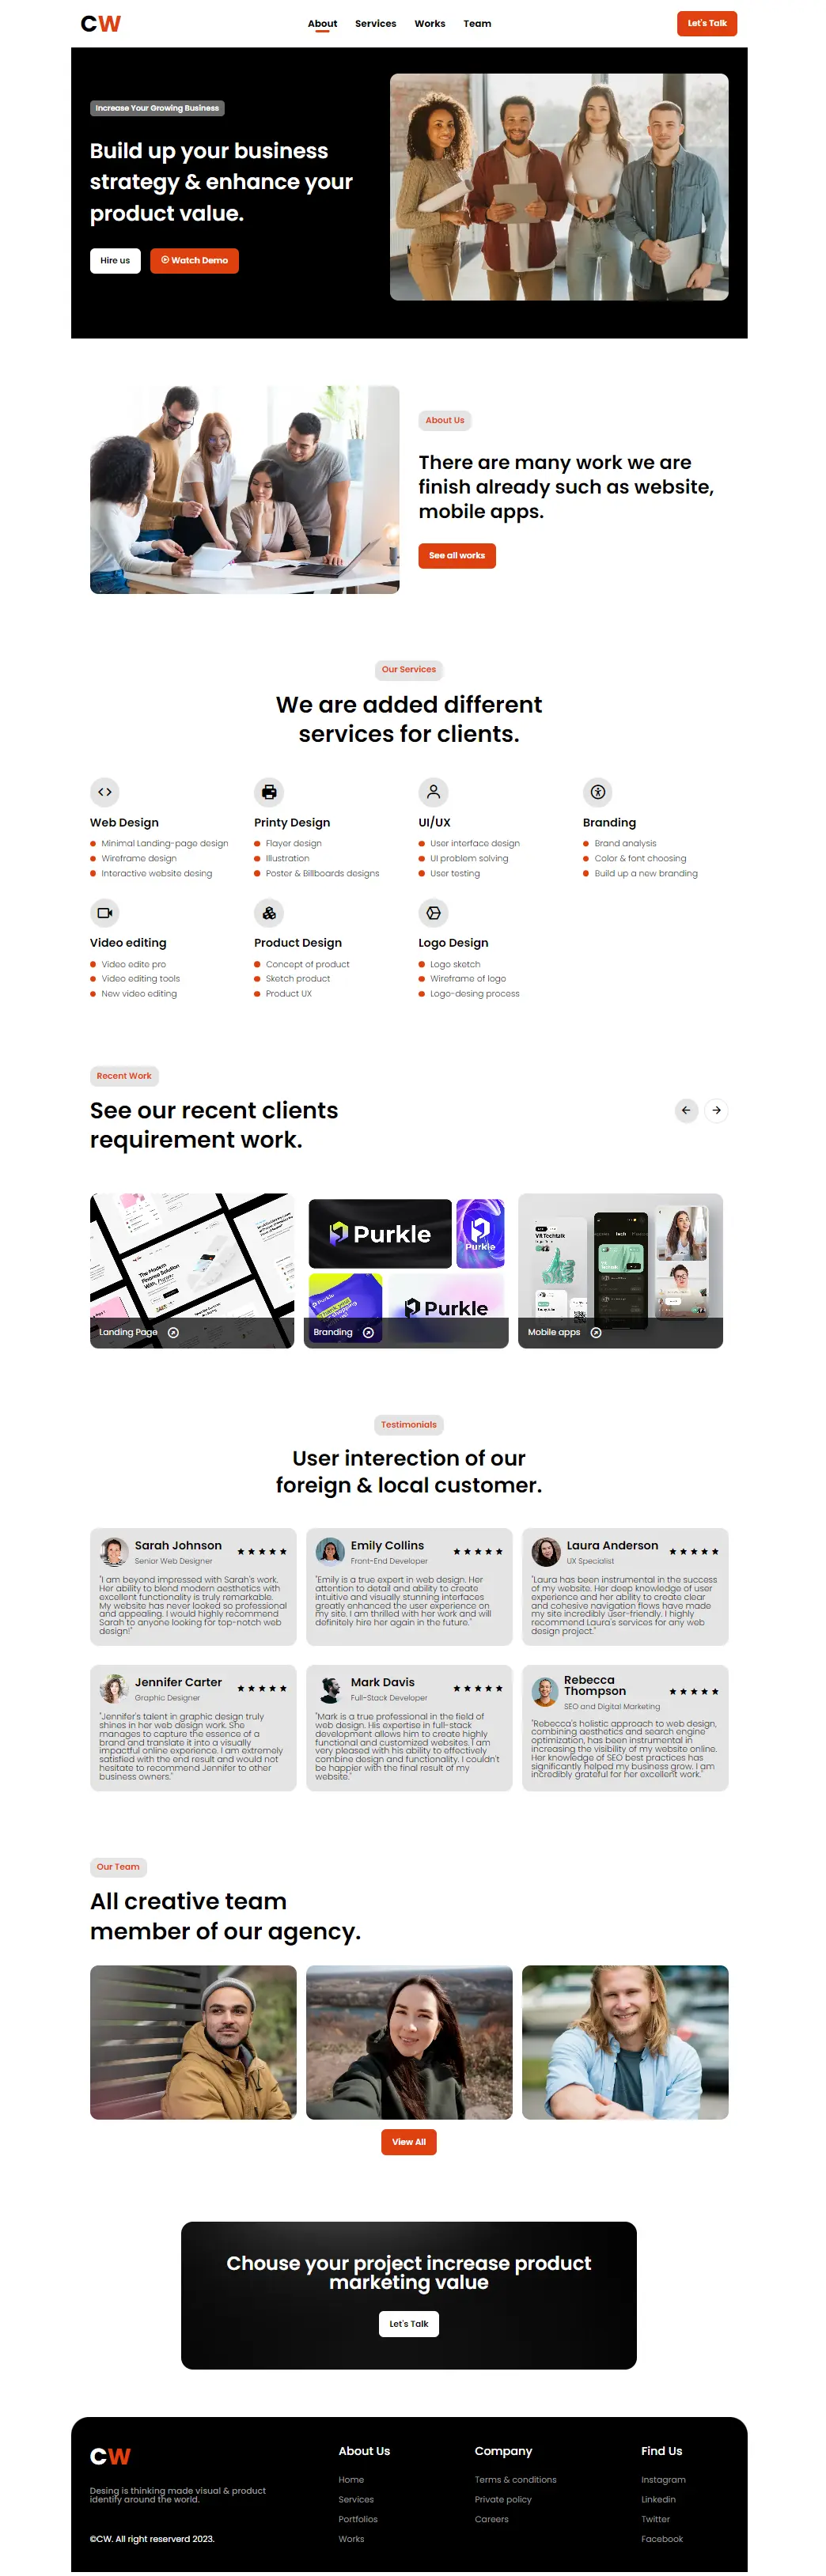 CW
About Services Works Team
Let's Talk
Increase Your Growing Business
Build up your business
strategy & enhance your
product value.
Hire us
Watch Demo
About Us
There are many work we are
finish already such as website,
mobile apps.
See all works
Our Services
We are added different
services for clients.
Web Design
Minimal Landing-page design
Wireframe design
Interactive website desing
Printy Design
Flayer design
Illustration
Poster & Billboards designs
UI/UX
User interface design
UI problem solving
User testing
Branding
Brand analysis
Color & font choosing
Build up a new branding
Video editing
Video edite pro
Video editing tools
New video editing
Product Design
Concept of product
Sketch product
Product UX
Logo Design
Logo sketch
Wireframe of logo
Logo-desing process
Recent Work
See our recent clients
requirement work.
Landing Page
Purkle
Purkle
Purkle
Purkle
Branding
VR Techtalk
Tech
VR Techtalk
Mobile apps
Testimonials
User interection of our
foreign & local customer.
Sarah Johnson
Senior Web Designer
"I am beyond impressed with Sarah's work.
Her ability to blend modern aesthetics with
excellent functionality is truly remarkable.
My website has never looked so professional
and appealing. I would highly recommend
Sarah to anyone looking for top-notch web
design!"
Emily Collins
Front-End Developer
"Emily is a true expert in web design. Her
attention to detail and ability to create
intuitive and visually stunning interfaces
greatly enhanced the user experience on
my site. I am thrilled with her work and will
definitely hire her again in the future."
Laura Anderson
UX Specialist
"Laura has been instrumental in the success
of my website. Her deep knowledge of user
experience and her ability to create clear
and cohesive navigation flows have made
my site incredibly user-friendly. I highly
recommend Laura's services for any web
design project."
Jennifer Carter
Graphic Designer
"Jennifer's talent in graphic design truly
shines in her web design work. She
manages to capture the essence of a
brand and translate it into a visually
impactful online experience. I am extremely
satisfied with the end result and would not
hesitate to recommend Jennifer to other
business owners."
Mark Davis
Full-Stack Developer
"Mark is a true professional in the field of
web design. His expertise in full-stack
development allows him to create highly
functional and customized websites. I am
very pleased with his ability to effectively
combine design and functionality. I couldn't
be happier with the final result of my
website."
Rebecca
Thompson
SEO and Digital Marketing
"Rebecca's holistic approach to web design,
combining aesthetics and search engine
optimization, has been instrumental in
increasing the visibility of my website online.
Her knowledge of SEO best practices has
significantly helped my business grow. I am
incredibly grateful for her excellent work."
Our Team
All creative team
member of our agency.
View All
Choose your project increase product
marketing value
Let's Talk
CW
Desing is thinking made visual & product
identify around the world.
©CW. All right reserverd 2023.
About Us
Home
Services
Portfolios
Works
Company
Terms & conditions
Private policy
Careers
Find Us
Instagram
Linkedin
Twitter
Facebook